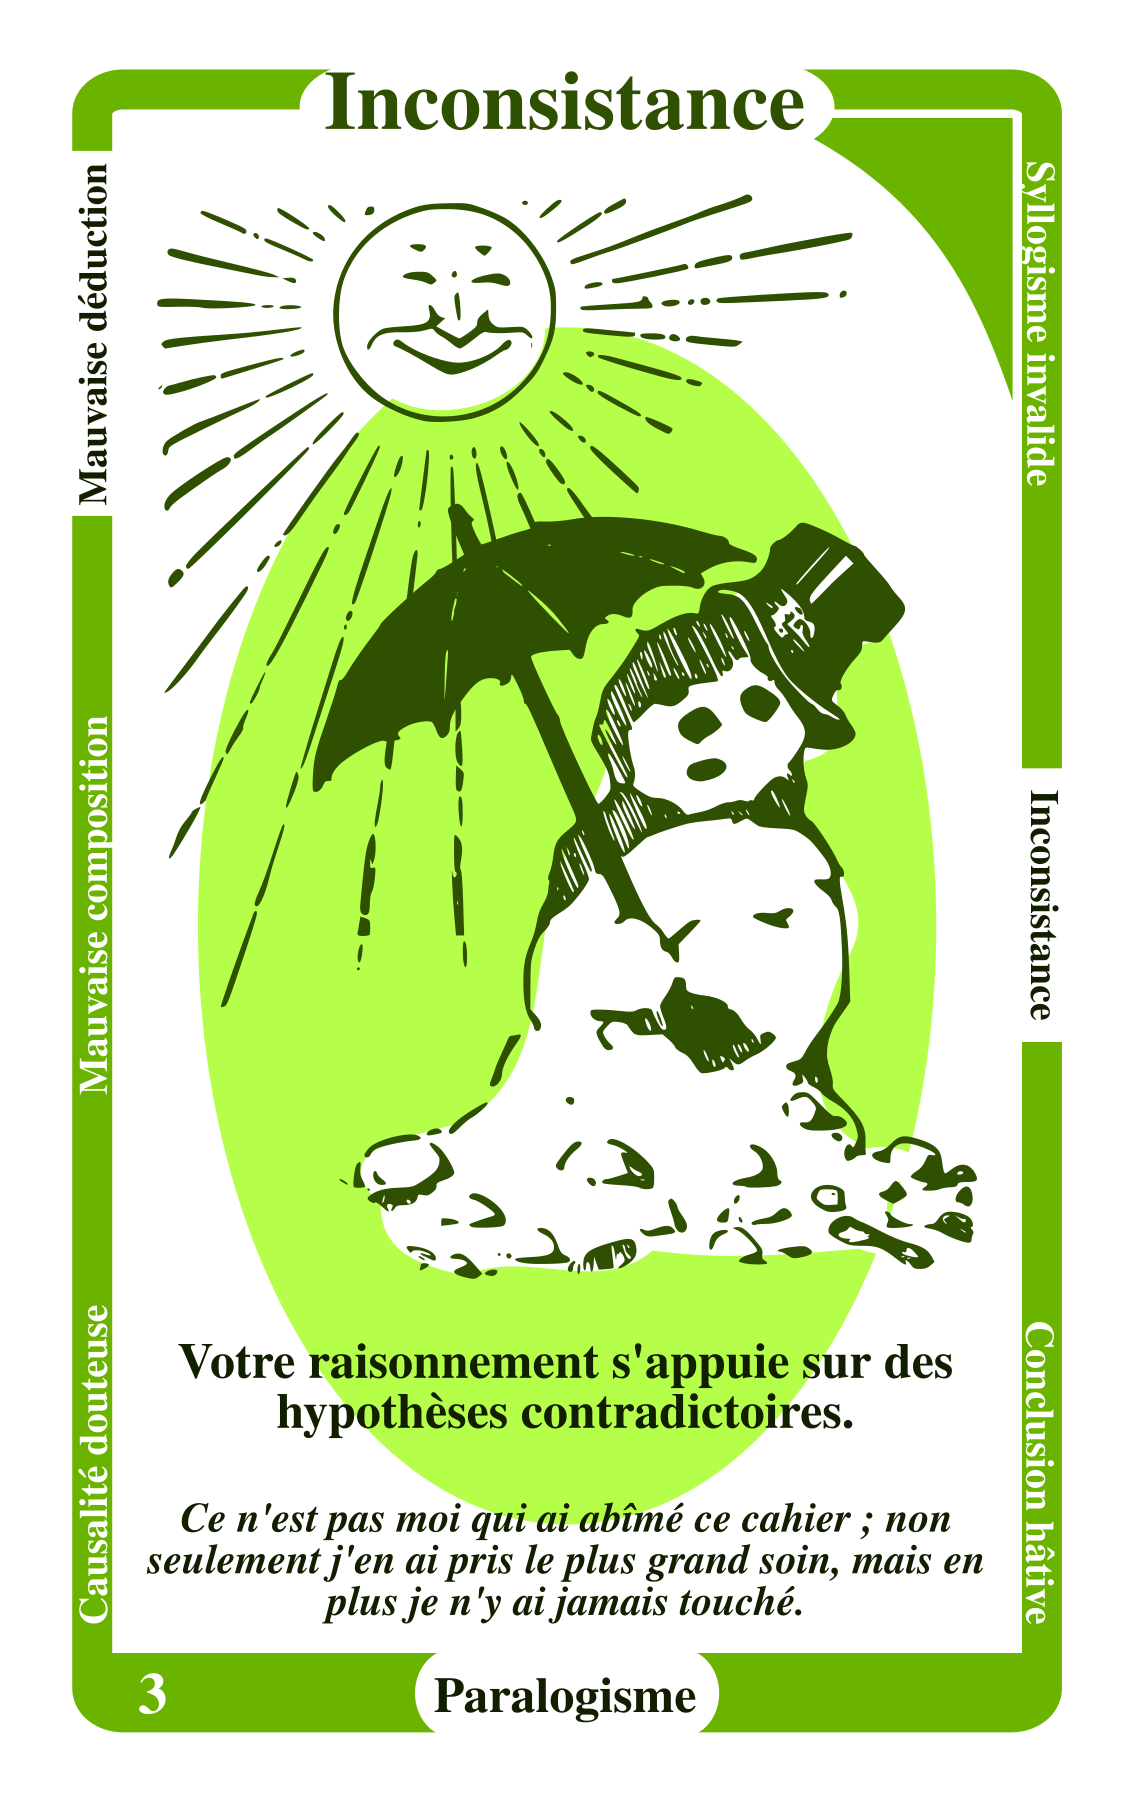 Inconsistance
Mauvaise déduction
Mauvaise composition
Causalité douteuse
Syllogisme invalide
Inconsistance
Conclusion hâtive
Votre raisonnement s'appuie sur des
hypothèses contradictoires.
Ce n'est pas moi qui ai abîmé ce cahier ; non
seulement j'en ai pris le plus grand soin, mais en
plus je n'y ai jamais touché.
3
Paralogisme